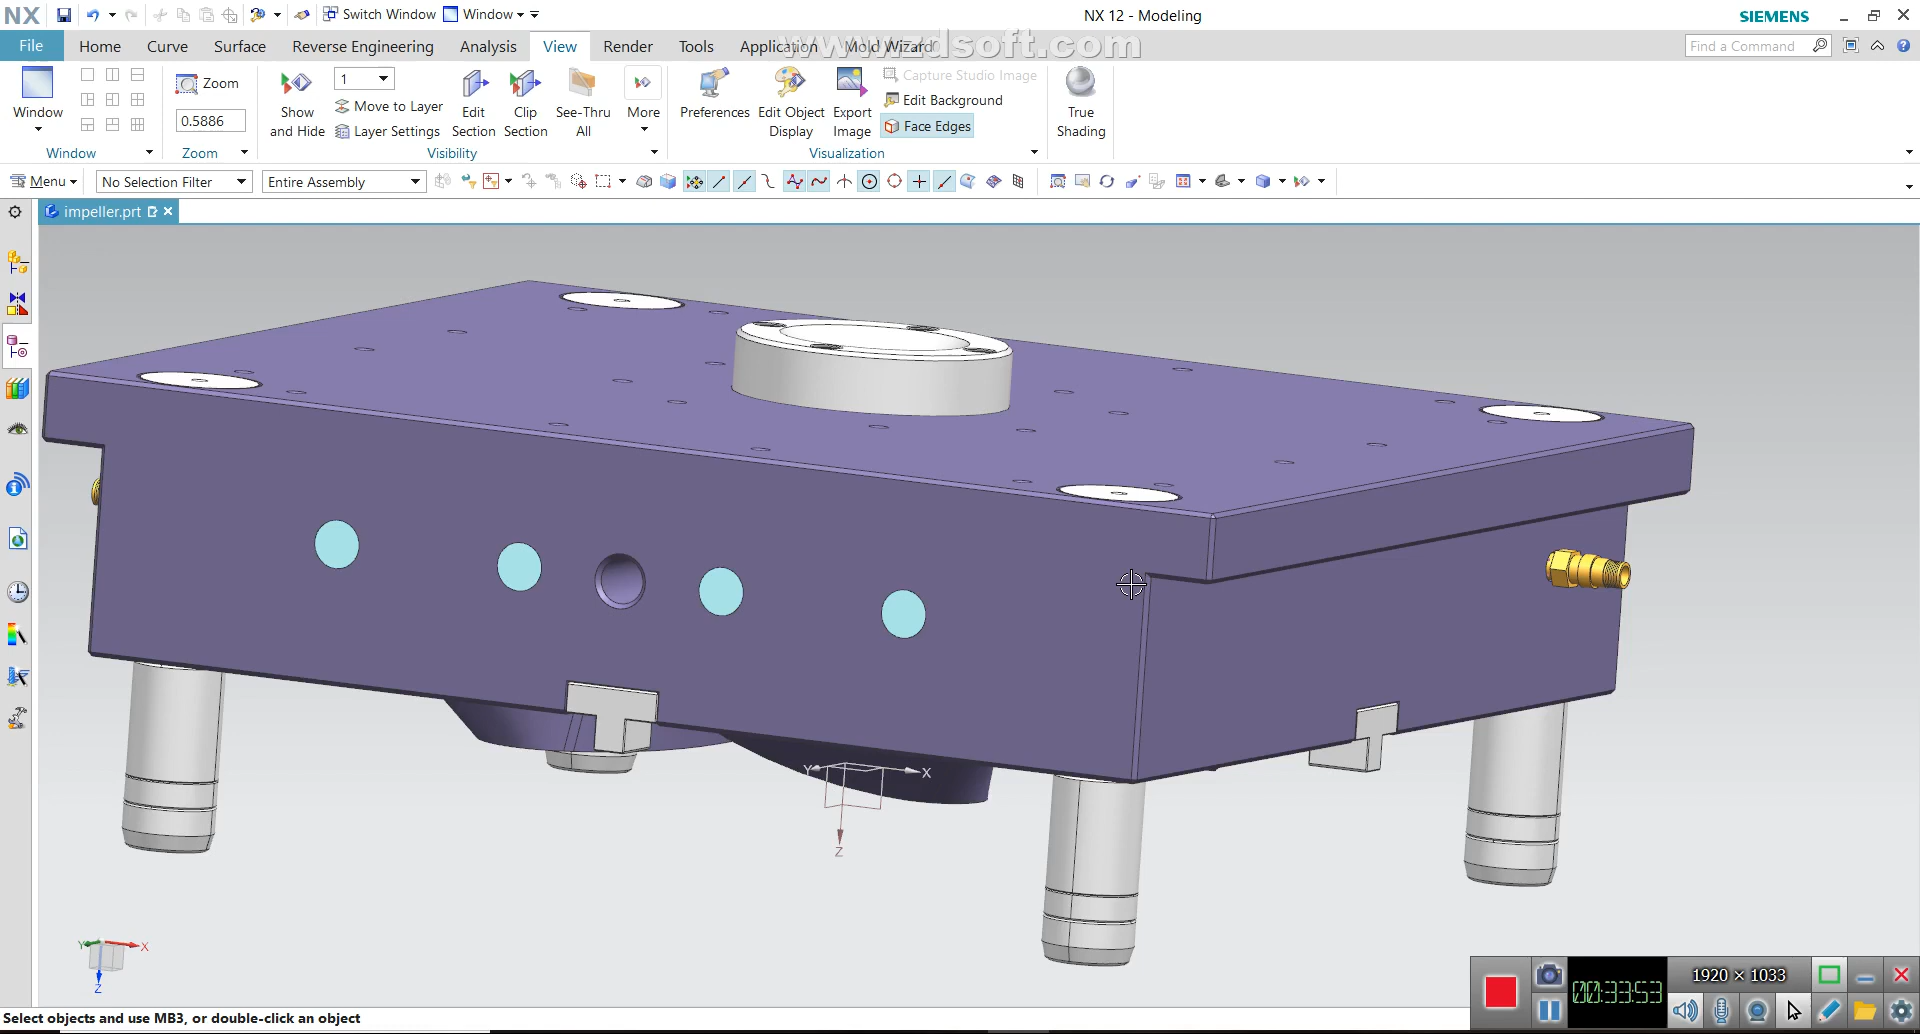 NX
Switch Window
Window
NX 12 - Modeling
SIEMENS
File
Home
Curve
Surface
Reverse Engineering
Analysis
View
Render
Tools
Application
Mold Wizard
www.zdsoft.com
Find a Command
Window
Zoom
0.5886
Show and Hide
1
Move to Layer
Layer Settings
Edit Section
Clip Section
See-Thru All
More
Preferences
Edit Object Display
Export Image
Capture Studio Image
Edit Background
Face Edges
True Shading
Window
Zoom
Visibility
Visualization
Menu
No Selection Filter
Entire Assembly
impeller.prt
Y
X
Z
Y
X
Z
1920 × 1033
00:33:53
Select objects and use MB3, or double-click an object